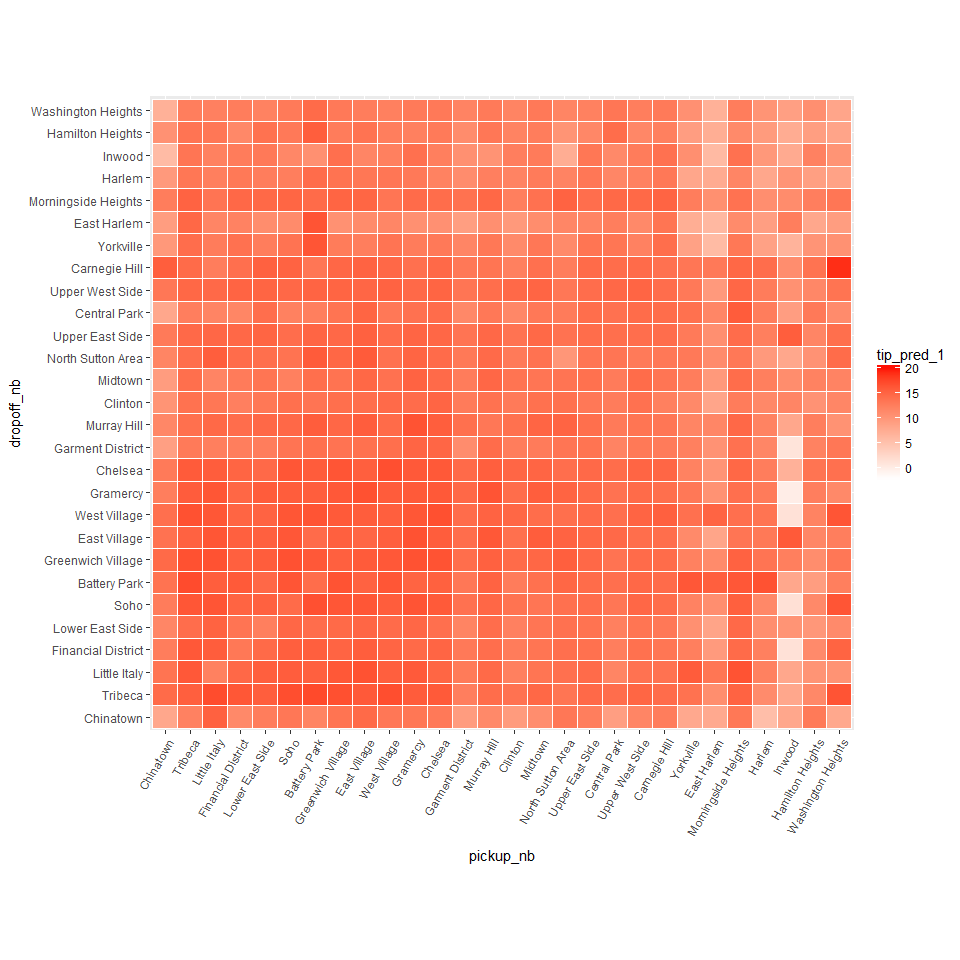 Washington Heights
Hamilton Heights
Inwood
Harlem
Morningside Heights
East Harlem
Yorkville
Carnegie Hill
Upper West Side
Central Park
Upper East Side
North Sutton Area
Midtown
Clinton
Murray Hill
Garment District
Chelsea
Gramercy
West Village
East Village
Greenwich Village
Battery Park
Soho
Lower East Side
Financial District
Little Italy
Tribeca
Chinatown
dropoff_nb
Chinatown
Tribeca
Little Italy
Financial District
Lower East Side
Soho
Battery Park
Greenwich Village
East Village
West Village
Gramercy
Chelsea
Garment District
Murray Hill
Clinton
Midtown
North Sutton Area
Upper East Side
Central Park
Upper West Side
Carnegie Hill
Yorkville
East Harlem
Morningside Heights
Harlem
Inwood
Hamilton Heights
Washington Heights
pickup_nb
tip_pred_1
20
15
10
5
0